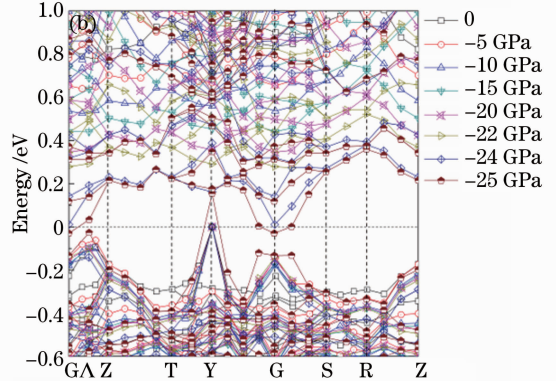 (b)
1.0
0.8
0.6
0.4
0.2
0
−0.2
−0.4
−0.6
Energy/eV
GΛ Z T Y G S R Z
0
−5 GPa
−10 GPa
−15 GPa
−20 GPa
−22 GPa
−24 GPa
−25 GPa